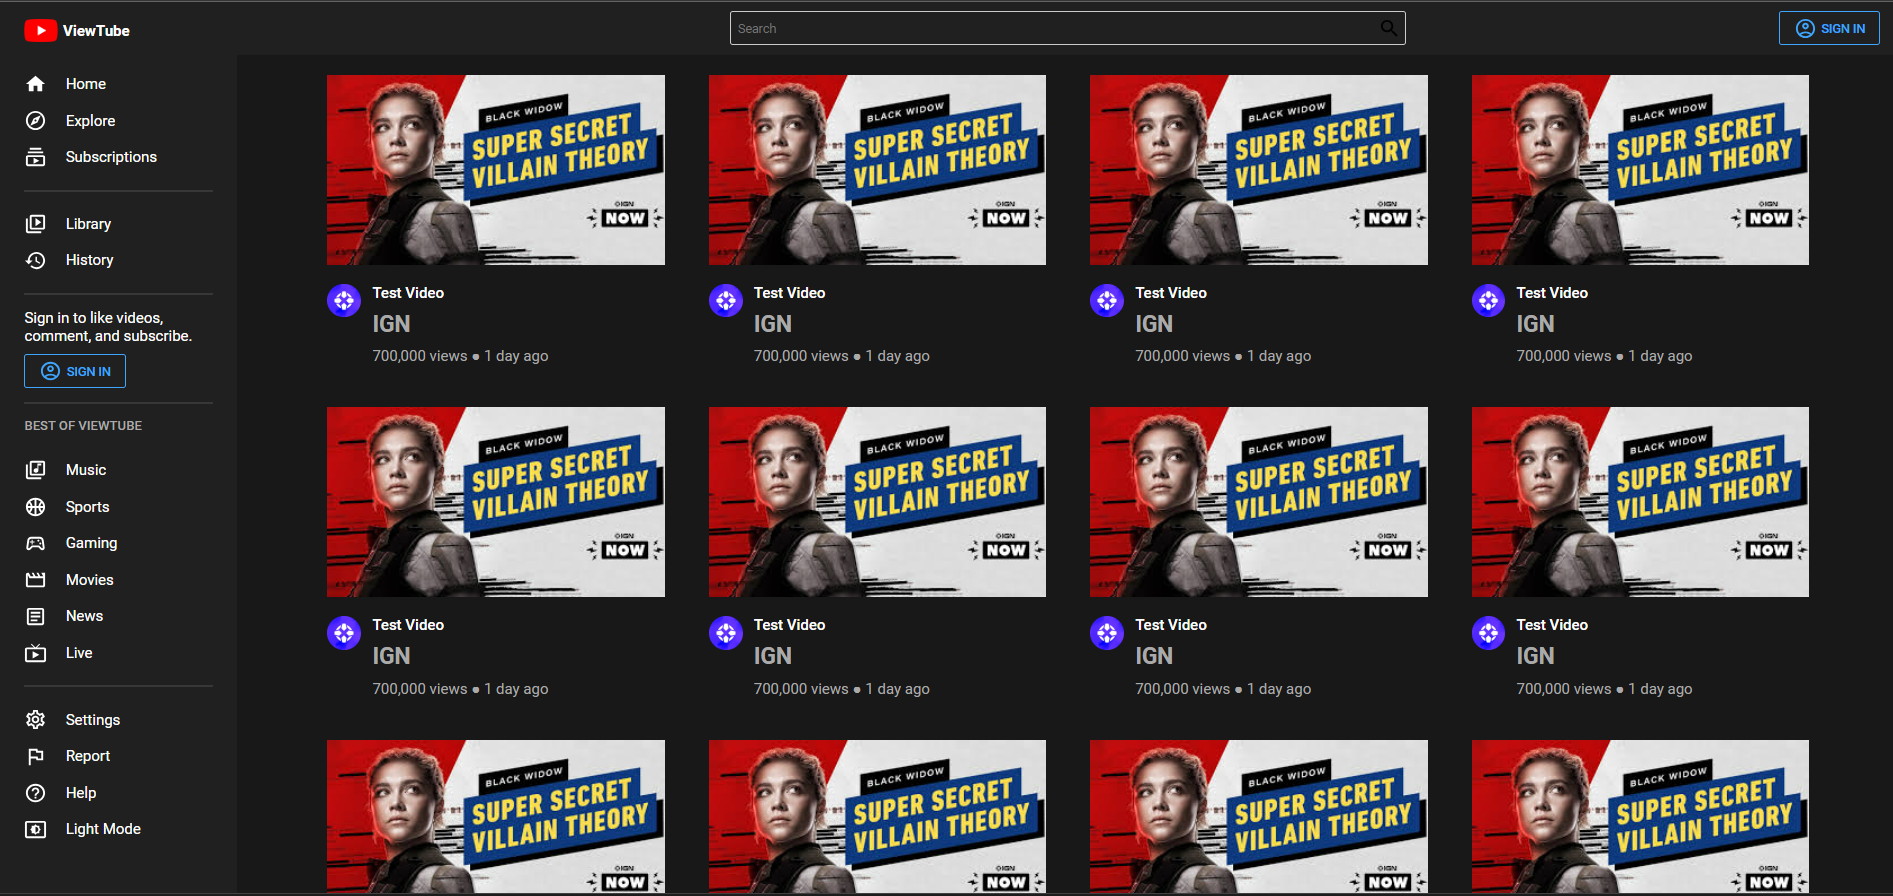 ViewTube
Search
SIGN IN
Home
Explore
Subscriptions
Library
History
Sign in to like videos,
comment, and subscribe.
SIGN IN
BEST OF VIEWTUBE
Music
Sports
Gaming
Movies
News
Live
Settings
Report
Help
Light Mode
BLACK WIDOW
SUPER SECRET
VILLAIN THEORY
IGN
NOW
BLACK WIDOW
SUPER SECRET
VILLAIN THEORY
IGN
NOW
BLACK WIDOW
SUPER SECRET
VILLAIN THEORY
IGN
NOW
BLACK WIDOW
SUPER SECRET
VILLAIN THEORY
IGN
NOW
Test Video
IGN
700,000 views ● 1 day ago
Test Video
IGN
700,000 views ● 1 day ago
Test Video
IGN
700,000 views ● 1 day ago
Test Video
IGN
700,000 views ● 1 day ago
BLACK WIDOW
SUPER SECRET
VILLAIN THEORY
IGN
NOW
BLACK WIDOW
SUPER SECRET
VILLAIN THEORY
IGN
NOW
BLACK WIDOW
SUPER SECRET
VILLAIN THEORY
IGN
NOW
BLACK WIDOW
SUPER SECRET
VILLAIN THEORY
IGN
NOW
Test Video
IGN
700,000 views ● 1 day ago
Test Video
IGN
700,000 views ● 1 day ago
Test Video
IGN
700,000 views ● 1 day ago
Test Video
IGN
700,000 views ● 1 day ago
BLACK WIDOW
SUPER SECRET
VILLAIN THEORY
IGN
NOW
BLACK WIDOW
SUPER SECRET
VILLAIN THEORY
IGN
NOW
BLACK WIDOW
SUPER SECRET
VILLAIN THEORY
IGN
NOW
BLACK WIDOW
SUPER SECRET
VILLAIN THEORY
IGN
NOW